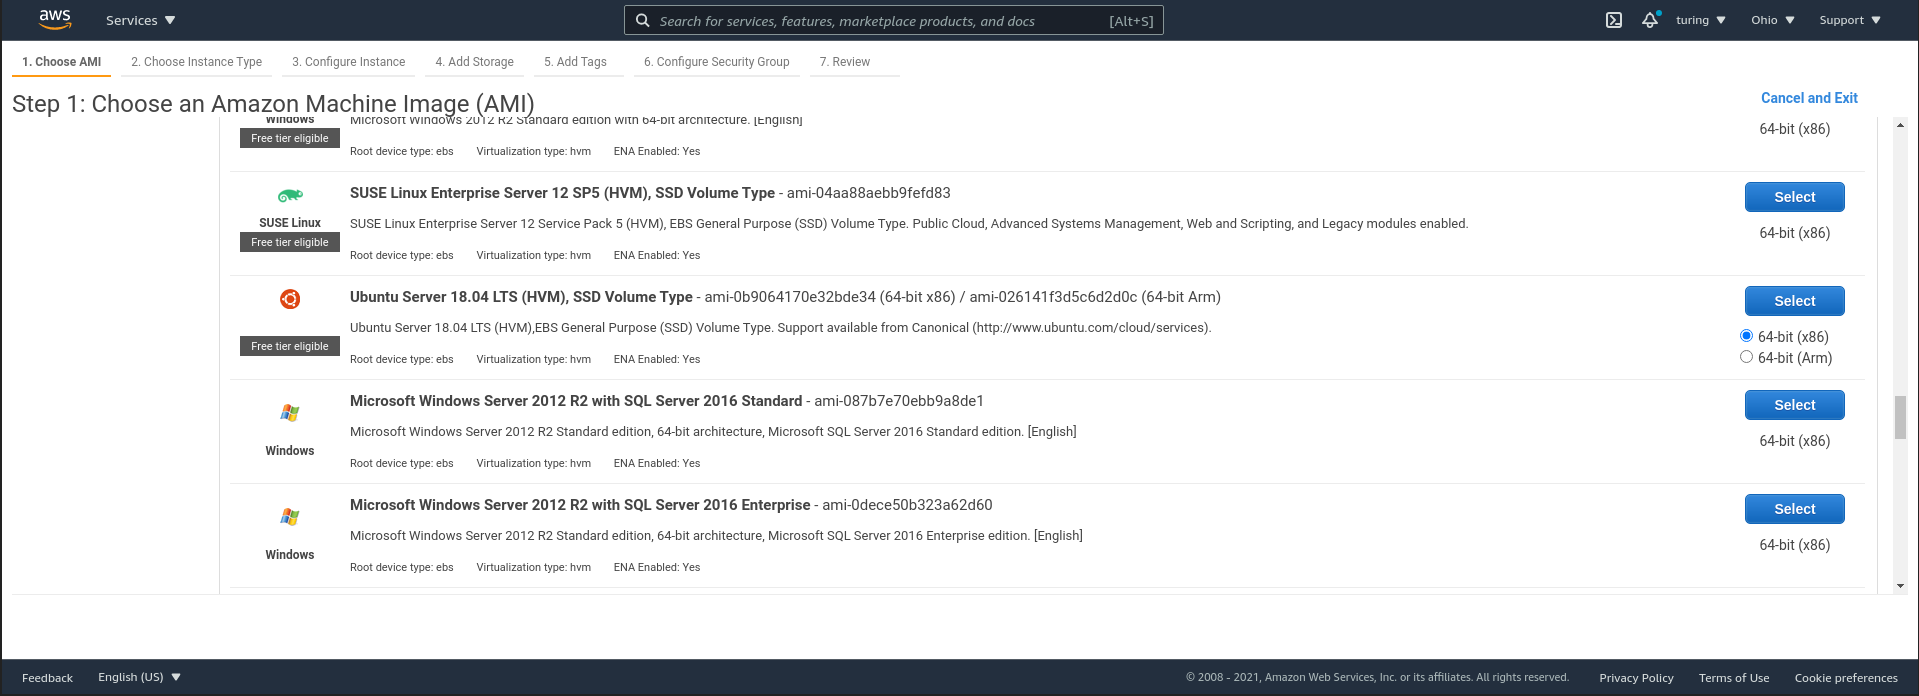 aws Services Search for services, features, marketplace products, and docs [Alt+S] turing Ohio Support
1. Choose AMI 2. Choose Instance Type 3. Configure Instance 4. Add Storage 5. Add Tags 6. Configure Security Group 7. Review
Step 1: Choose an Amazon Machine Image (AMI) Cancel and Exit
Windows Microsoft Windows 2012 R2 Standard edition with 64-bit architecture. [English] 64-bit (x86)
Free tier eligible
Root device type: ebs Virtualization type: hvm ENA Enabled: Yes
SUSE Linux Enterprise Server 12 SP5 (HVM), SSD Volume Type - ami-04aa88aebb9fefd83 Select
SUSE Linux SUSE Linux Enterprise Server 12 Service Pack 5 (HVM), EBS General Purpose (SSD) Volume Type. Public Cloud, Advanced Systems Management, Web and Scripting, and Legacy modules enabled. 64-bit (x86)
Free tier eligible
Root device type: ebs Virtualization type: hvm ENA Enabled: Yes
Ubuntu Server 18.04 LTS (HVM), SSD Volume Type - ami-0b9064170e32bde34 (64-bit x86) / ami-026141f3d5c6d2d0c (64-bit Arm) Select
Ubuntu Server 18.04 LTS (HVM),EBS General Purpose (SSD) Volume Type. Support available from Canonical (http://www.ubuntu.com/cloud/services). 64-bit (x86)
Free tier eligible
Root device type: ebs Virtualization type: hvm ENA Enabled: Yes 64-bit (Arm)
Microsoft Windows Server 2012 R2 with SQL Server 2016 Standard - ami-087b7e70ebb9a8de1 Select
Microsoft Windows Server 2012 R2 Standard edition, 64-bit architecture, Microsoft SQL Server 2016 Standard edition. [English] 64-bit (x86)
Windows
Root device type: ebs Virtualization type: hvm ENA Enabled: Yes
Microsoft Windows Server 2012 R2 with SQL Server 2016 Enterprise - ami-0dece50b323a62d60 Select
Microsoft Windows Server 2012 R2 Standard edition, 64-bit architecture, Microsoft SQL Server 2016 Enterprise edition. [English] 64-bit (x86)
Windows
Root device type: ebs Virtualization type: hvm ENA Enabled: Yes
Feedback English (US) © 2008 - 2021, Amazon Web Services, Inc. or its affiliates. All rights reserved. Privacy Policy Terms of Use Cookie preferences